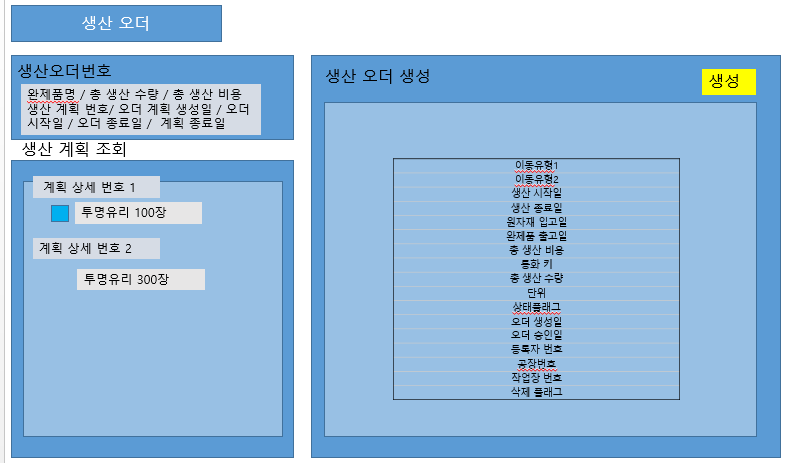 생산 오더
생산오더번호
완제품명 / 총 생산 수량 / 총 생산 비용
생산 계획 번호/ 오더 계획 생성일 / 오더
시작일 / 오더 종료일 /  계획 종료일
생산 계획 조회
계획 상세 번호 1
투명유리 100장
계획 상세 번호 2
투명유리 300장
생산 오더 생성
생성
이동유형1
이동유형2
생산 시작일
생산 종료일
원자재 입고일
완제품 출고일
총 생산 비용
통화 키
총 생산 수량
단위
상태플래그
오더 생성일
오더 승인일
등록자 번호
공장번호
작업장 번호
삭제 플래그